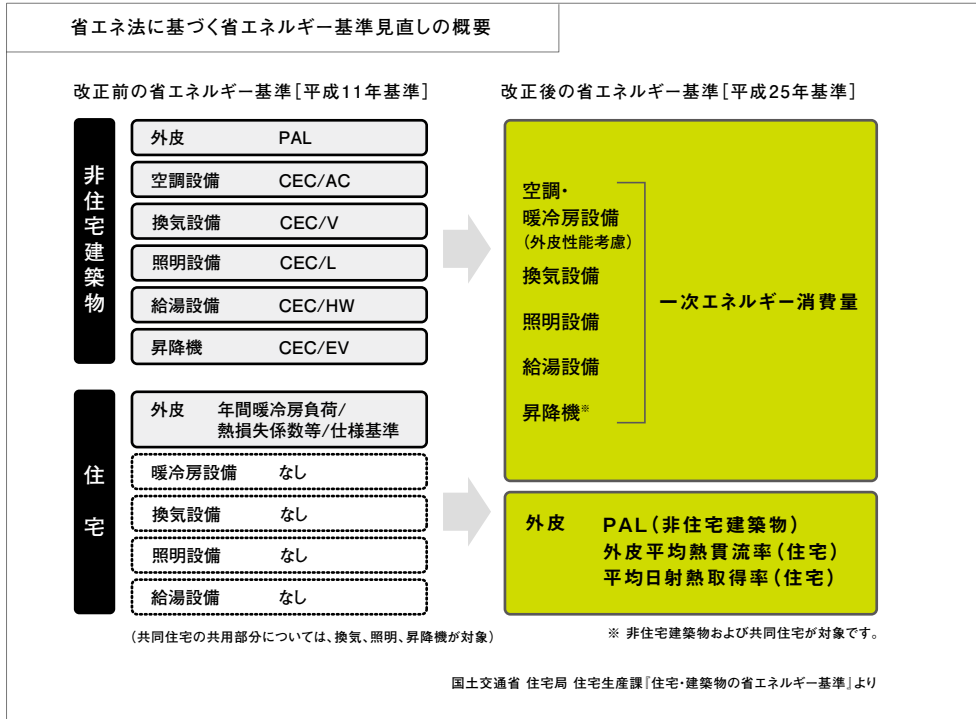 省エネ法に基づく省エネルギー基準見直しの概要
改正前の省エネルギー基準[平成11年基準]
非住宅建築物
外皮 PAL
空調設備 CEC/AC
換気設備 CEC/V
照明設備 CEC/L
給湯設備 CEC/HW
昇降機 CEC/EV
住宅
外皮 年間暖冷房負荷/
熱損失係数等/仕様基準
暖冷房設備 なし
換気設備 なし
照明設備 なし
給湯設備 なし
(共同住宅の共用部分については、換気、照明、昇降機が対象)
改正後の省エネルギー基準[平成25年基準]
空調・
暖冷房設備
(外皮性能考慮)
換気設備
照明設備
給湯設備
昇降機※
一次エネルギー消費量
外皮 PAL(非住宅建築物)
外皮平均熱貫流率(住宅)
平均日射熱取得率(住宅)
※ 非住宅建築物および共同住宅が対象です。
国土交通省 住宅局 住宅生産課『住宅・建築物の省エネルギー基準』より